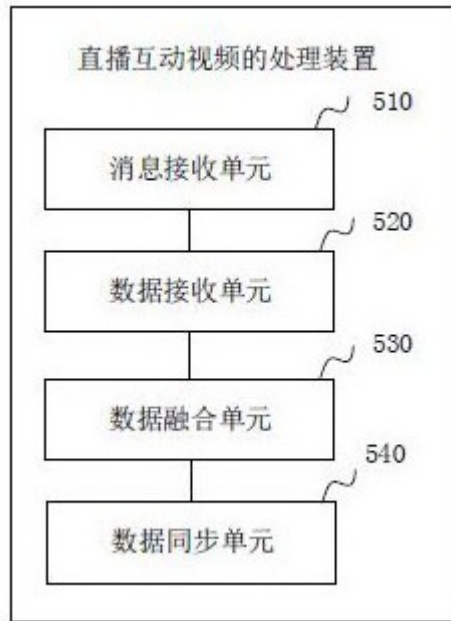 直播互动视频的处理装置
510
消息接收单元
520
数据接收单元
530
数据融合单元
540
数据同步单元